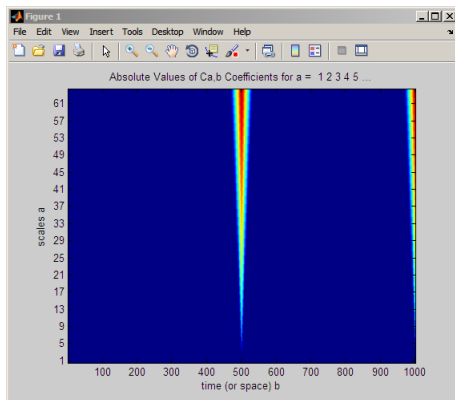 Figure 1
File Edit View Insert Tools Desktop Window Help
Absolute Values of Ca,b Coefficients for a = 1 2 3 4 5 ...
61
57
53
49
45
41
37
33
29
25
21
17
13
9
5
1
scales a
100 200 300 400 500 600 700 800 900 1000
time (or space) b